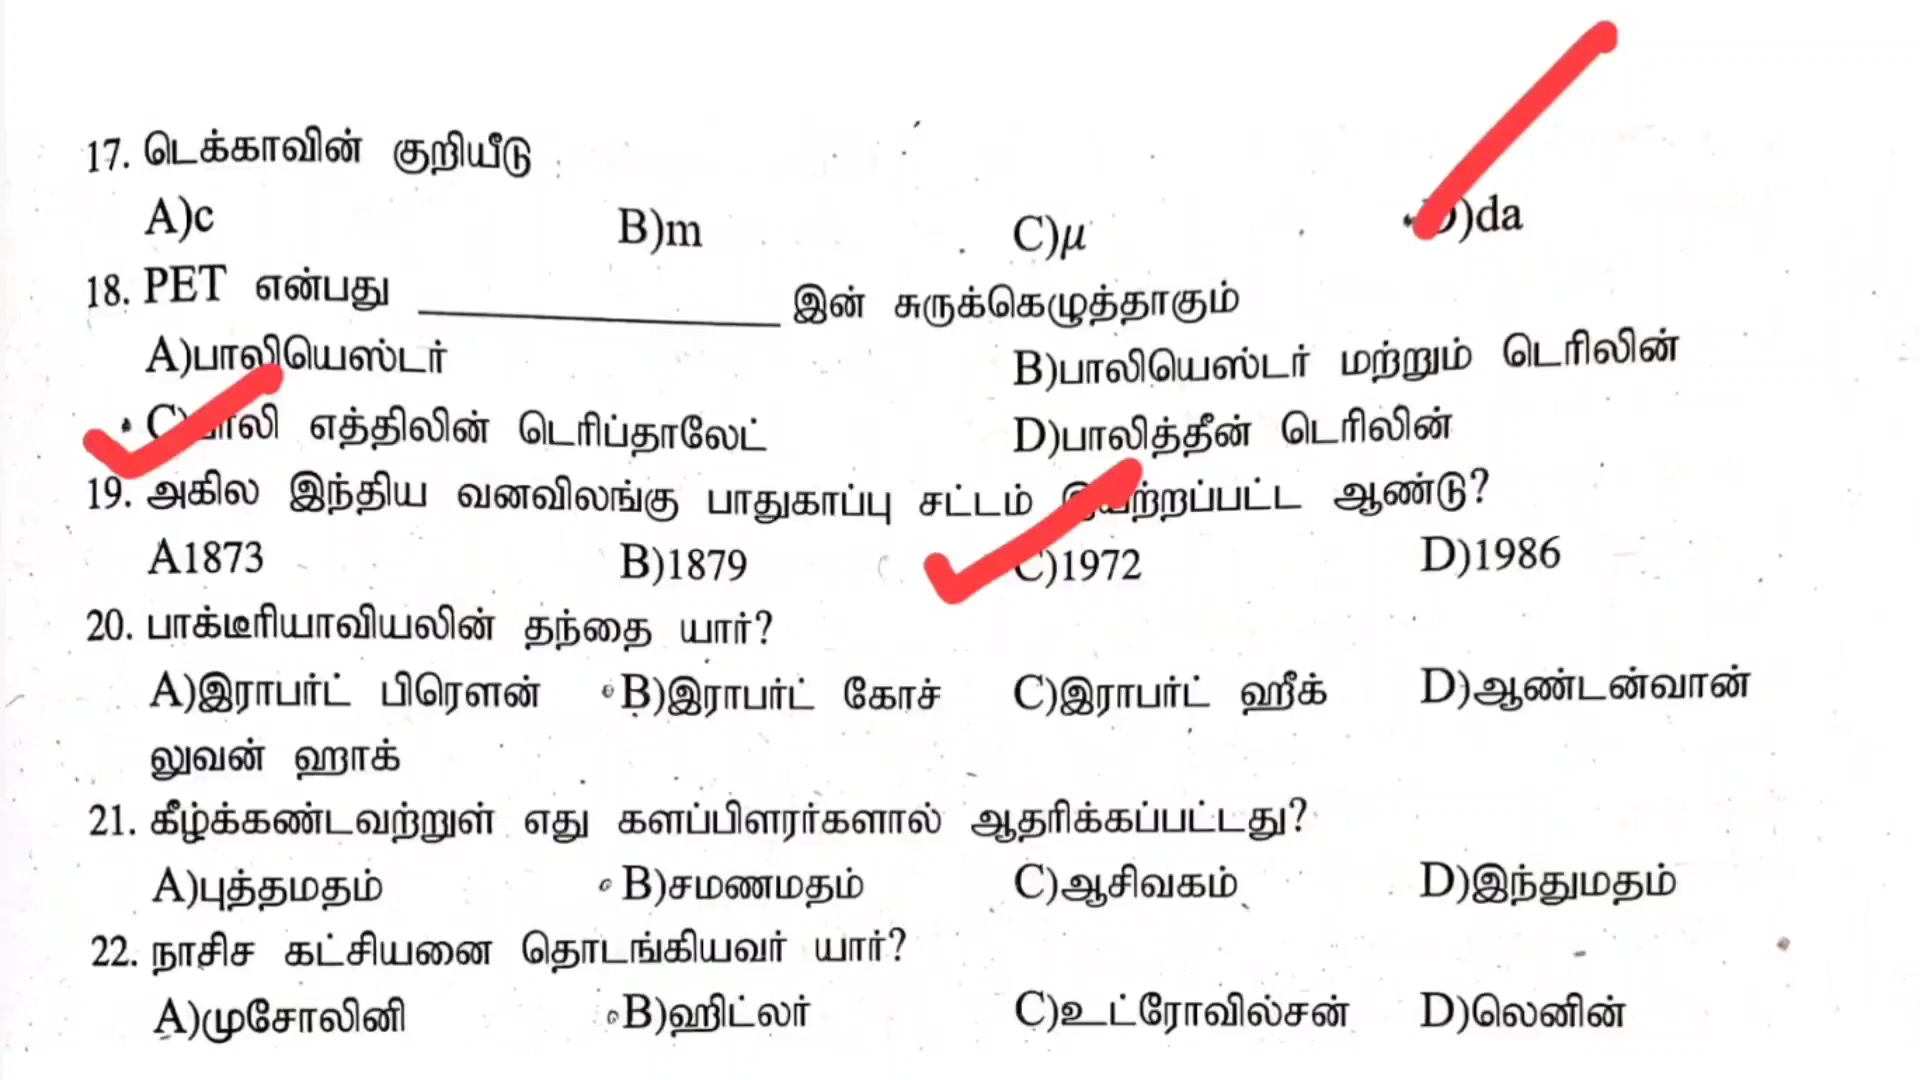 17. டெக்காவின் குறியீடு
A)c B)m C)μ D)da
18. PET என்பது ____________ இன் சுருக்கெழுத்தாகும்
A)பாலியெஸ்டர் B)பாலியெஸ்டர் மற்றும் டெரிலின்
C)பாலி எத்திலின் டெரிப்தாலேட் D)பாலித்தீன் டெரிலின்
19. அகில இந்திய வனவிலங்கு பாதுகாப்பு சட்டம் இயற்றப்பட்ட ஆண்டு?
A1873 B)1879 C)1972 D)1986
20. பாக்டீரியாவியலின் தந்தை யார்?
A)இராபர்ட் பிரௌன் B)இராபர்ட் கோச் C)இராபர்ட் ஹீக் D)ஆண்டன்வான்
லுவன் ஹாக்
21. கீழ்க்கண்டவற்றுள் எது களப்பிளரர்களால் ஆதரிக்கப்பட்டது?
A)புத்தமதம் B)சமணமதம் C)ஆசிவகம் D)இந்துமதம்
22. நாசிச கட்சியனை தொடங்கியவர் யார்?
A)முசோலினி B)ஹிட்லர் C)உட்ரோவில்சன் D)லெனின்